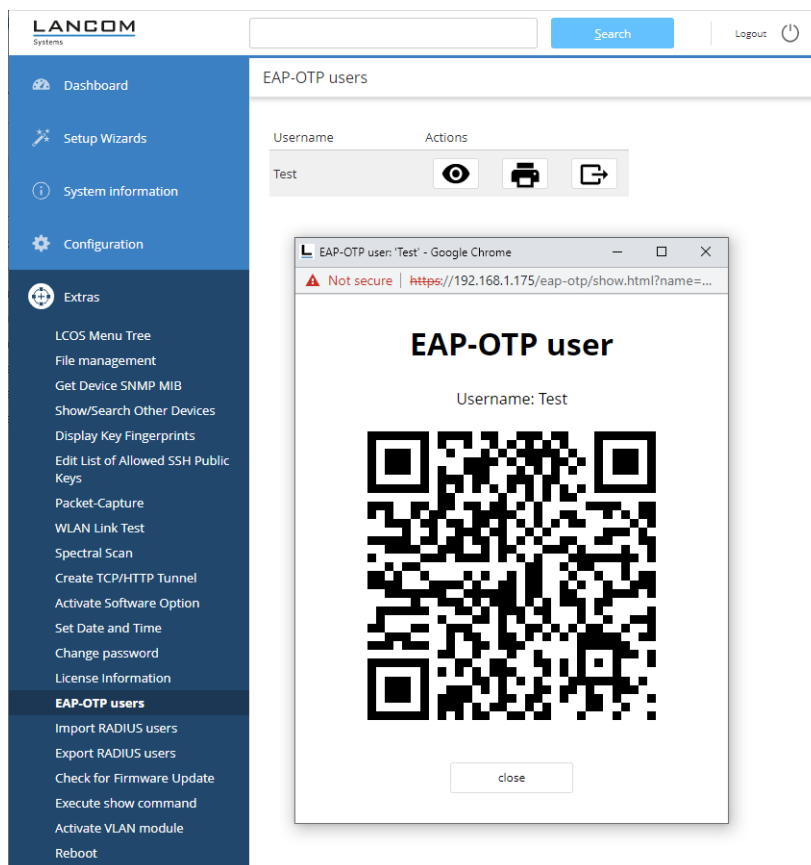 LANCOM
Systems
Search
Logout
Dashboard
Setup Wizards
System information
Configuration
Extras
LCOS Menu Tree
File management
Get Device SNMP MIB
Show/Search Other Devices
Display Key Fingerprints
Edit List of Allowed SSH Public
Keys
Packet-Capture
WLAN Link Test
Spectral Scan
Create TCP/HTTP Tunnel
Activate Software Option
Set Date and Time
Change password
License Information
EAP-OTP users
Import RADIUS users
Export RADIUS users
Check for Firmware Update
Execute show command
Activate VLAN module
Reboot
EAP-OTP users
Username Actions
Test
EAP-OTP user: 'Test' - Google Chrome
Not secure | https://192.168.1.175/eap-otp/show.html?name=...
EAP-OTP user
Username: Test
close